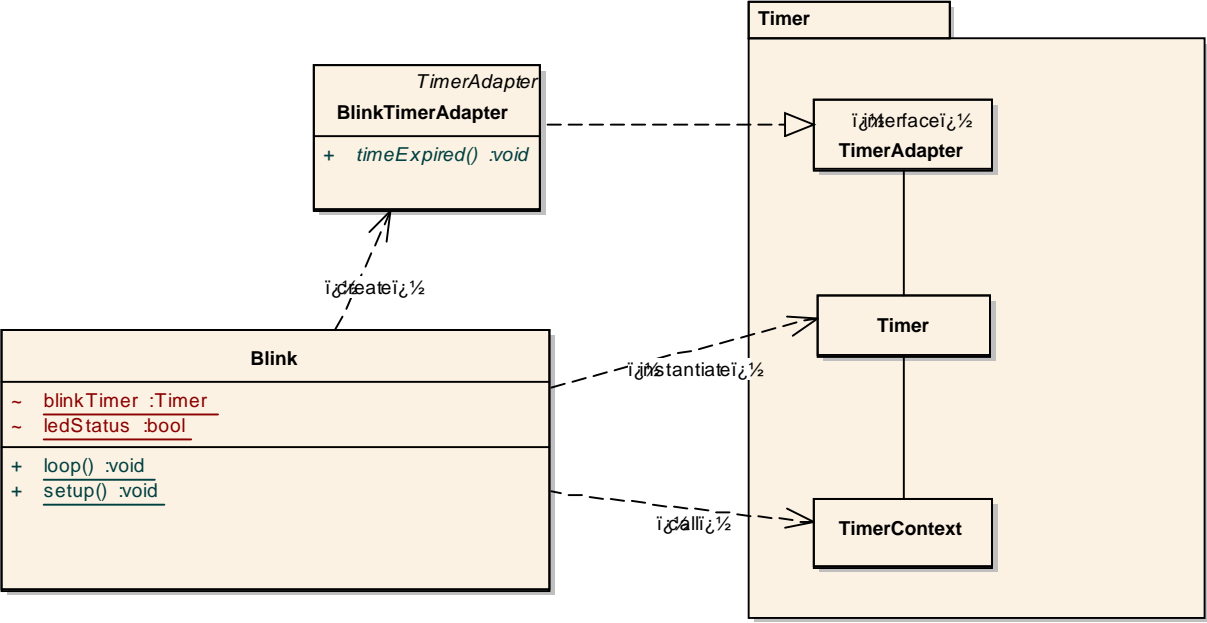 Timer
TimerAdapter
BlinkTimerAdapter
+ timeExpired() :void
ï¿½interfaceï¿½
TimerAdapter
ï¿½createï¿½
Timer
Blink
ï¿½instantiateï¿½
~ blinkTimer :Timer
~ ledStatus :bool
+ loop() :void
+ setup() :void
ï¿½callï¿½
TimerContext